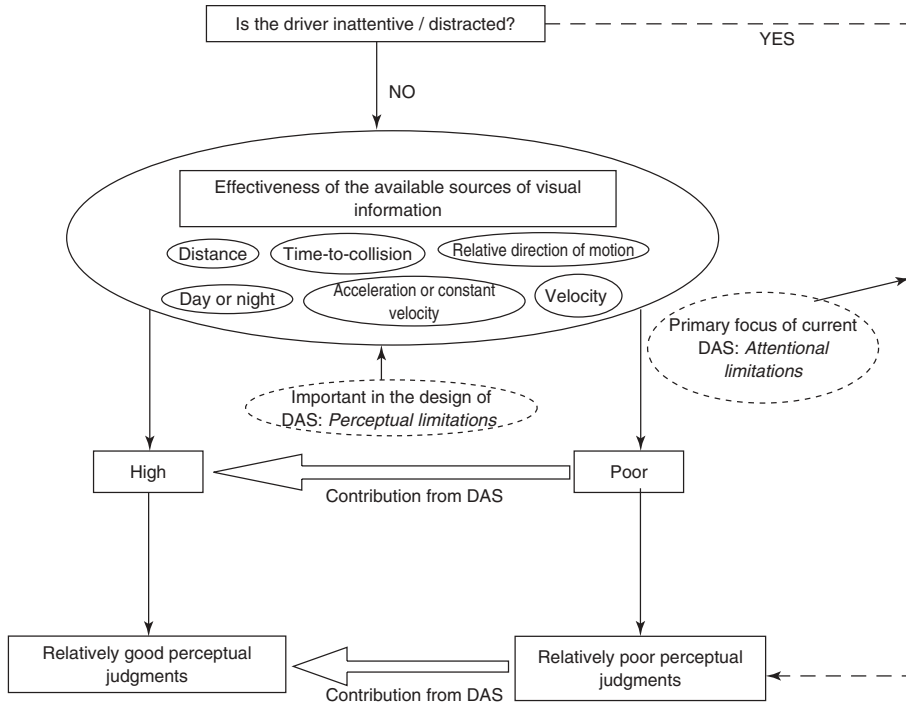 Is the driver inattentive / distracted?
YES
NO
Effectiveness of the available sources of visual
information
Distance
Time-to-collision
Relative direction of motion
Day or night
Acceleration or constant
velocity
Velocity
Primary focus of current
DAS: Attentional
limitations
Important in the design of
DAS: Perceptual limitations
High
Poor
Contribution from DAS
Relatively good perceptual
judgments
Relatively poor perceptual
judgments
Contribution from DAS